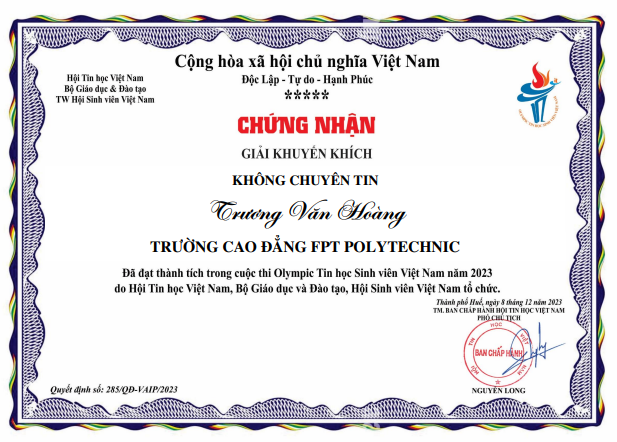 Cộng hòa xã hội chủ nghĩa Việt Nam
Độc Lập - Tự do - Hạnh Phúc
*****
Hội Tin học Việt Nam
Bộ Giáo dục & Đào tạo
TW Hội Sinh viên Việt Nam
CHỨNG NHẬN
GIẢI KHUYẾN KHÍCH
KHÔNG CHUYÊN TIN
Trương Văn Hoàng
TRƯỜNG CAO ĐẲNG FPT POLYTECHNIC
Đã đạt thành tích trong cuộc thi Olympic Tin học Sinh viên Việt Nam năm 2023
do Hội Tin học Việt Nam, Bộ Giáo dục và Đào tạo, Hội Sinh viên Việt Nam tổ chức.
Thành phố Huế, ngày 8 tháng 12 năm 2023
TM. BAN CHẤP HÀNH HỘI TIN HỌC VIỆT NAM
PHÓ CHỦ TỊCH
HỘI TIN HỌC VIỆT NAM
BAN CHẤP HÀNH
NGUYỄN LONG
Quyết định số: 285/QĐ-VAIP/2023